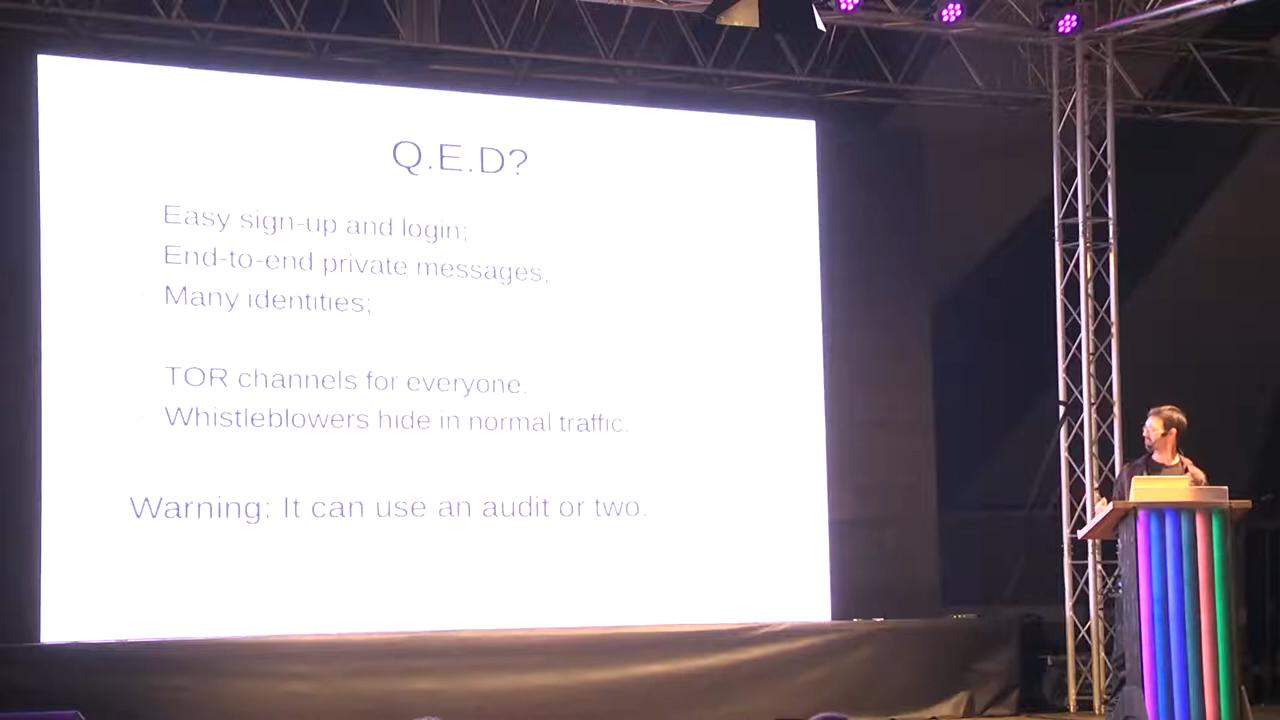 Q.E.D?
Easy sign-up and login;
End-to-end private messages;
Many identities;
TOR channels for everyone.
Whistleblowers hide in normal traffic.
Warning: It can use an audit or two.